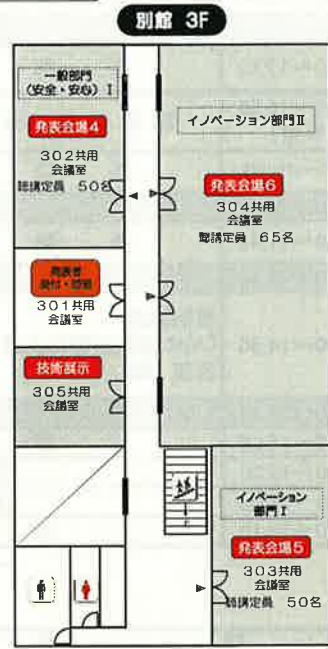 別館 3F
一般部門
(安全・安心) Ⅰ
発表会場4
302共用
会議室
聴講定員 50名
イノベーション部門Ⅱ
発表会場6
304共用
会議室
聴講定員 65名
発表者
受付・控室
301共用
会議室
技術展示
305共用
会議室
イノベーション
部門Ⅰ
発表会場5
303共用
会議室
聴講定員 50名